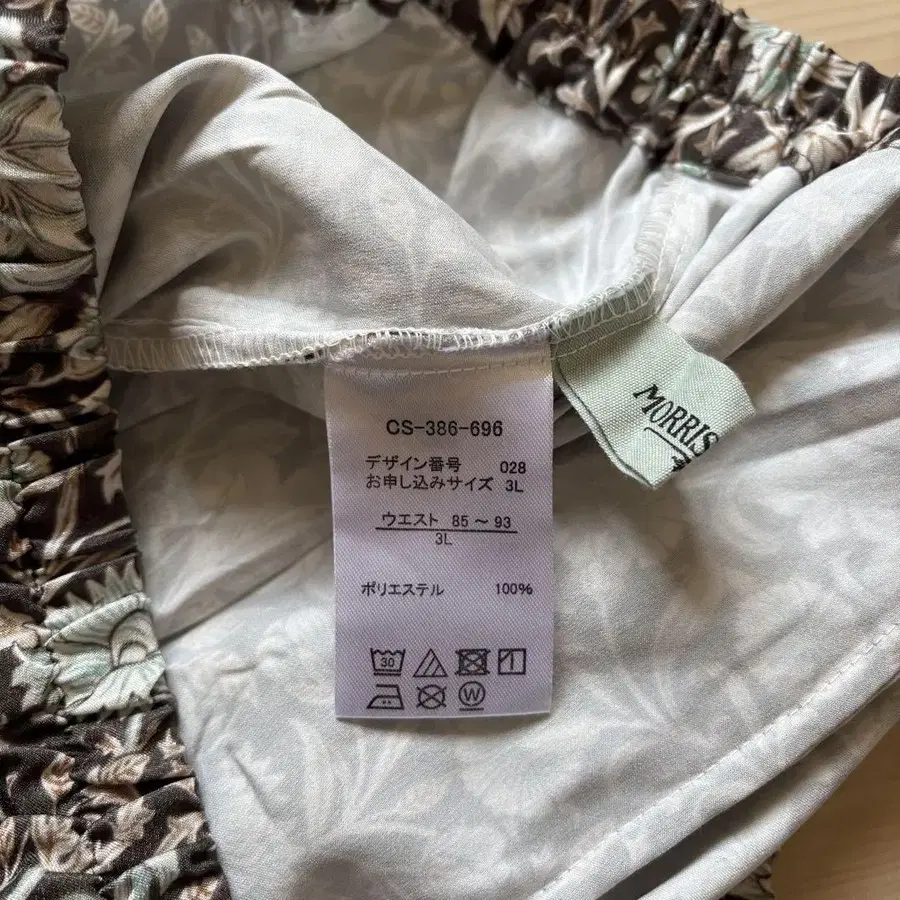 CS-386-696
デザイン番号 028
お申し込みサイズ 3L
ウエスト 85～93
3L
ポリエステル 100%
30
W
MORRIS